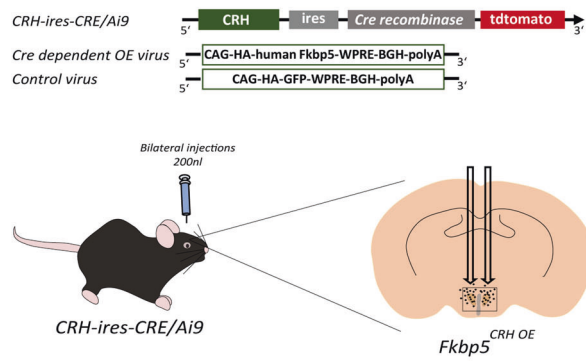 CRH-ires-CRE/Ai9 5′ CRH ires Cre recombinase tdtomato 3′
Cre dependent OE virus 5′ CAG-HA-human Fkbp5-WPRE-BGH-polyA 3′
Control virus 5′ CAG-HA-GFP-WPRE-BGH-polyA 3′
Bilateral injections
200nl
CRH-ires-CRE/Ai9
Fkbp5 CRH OE